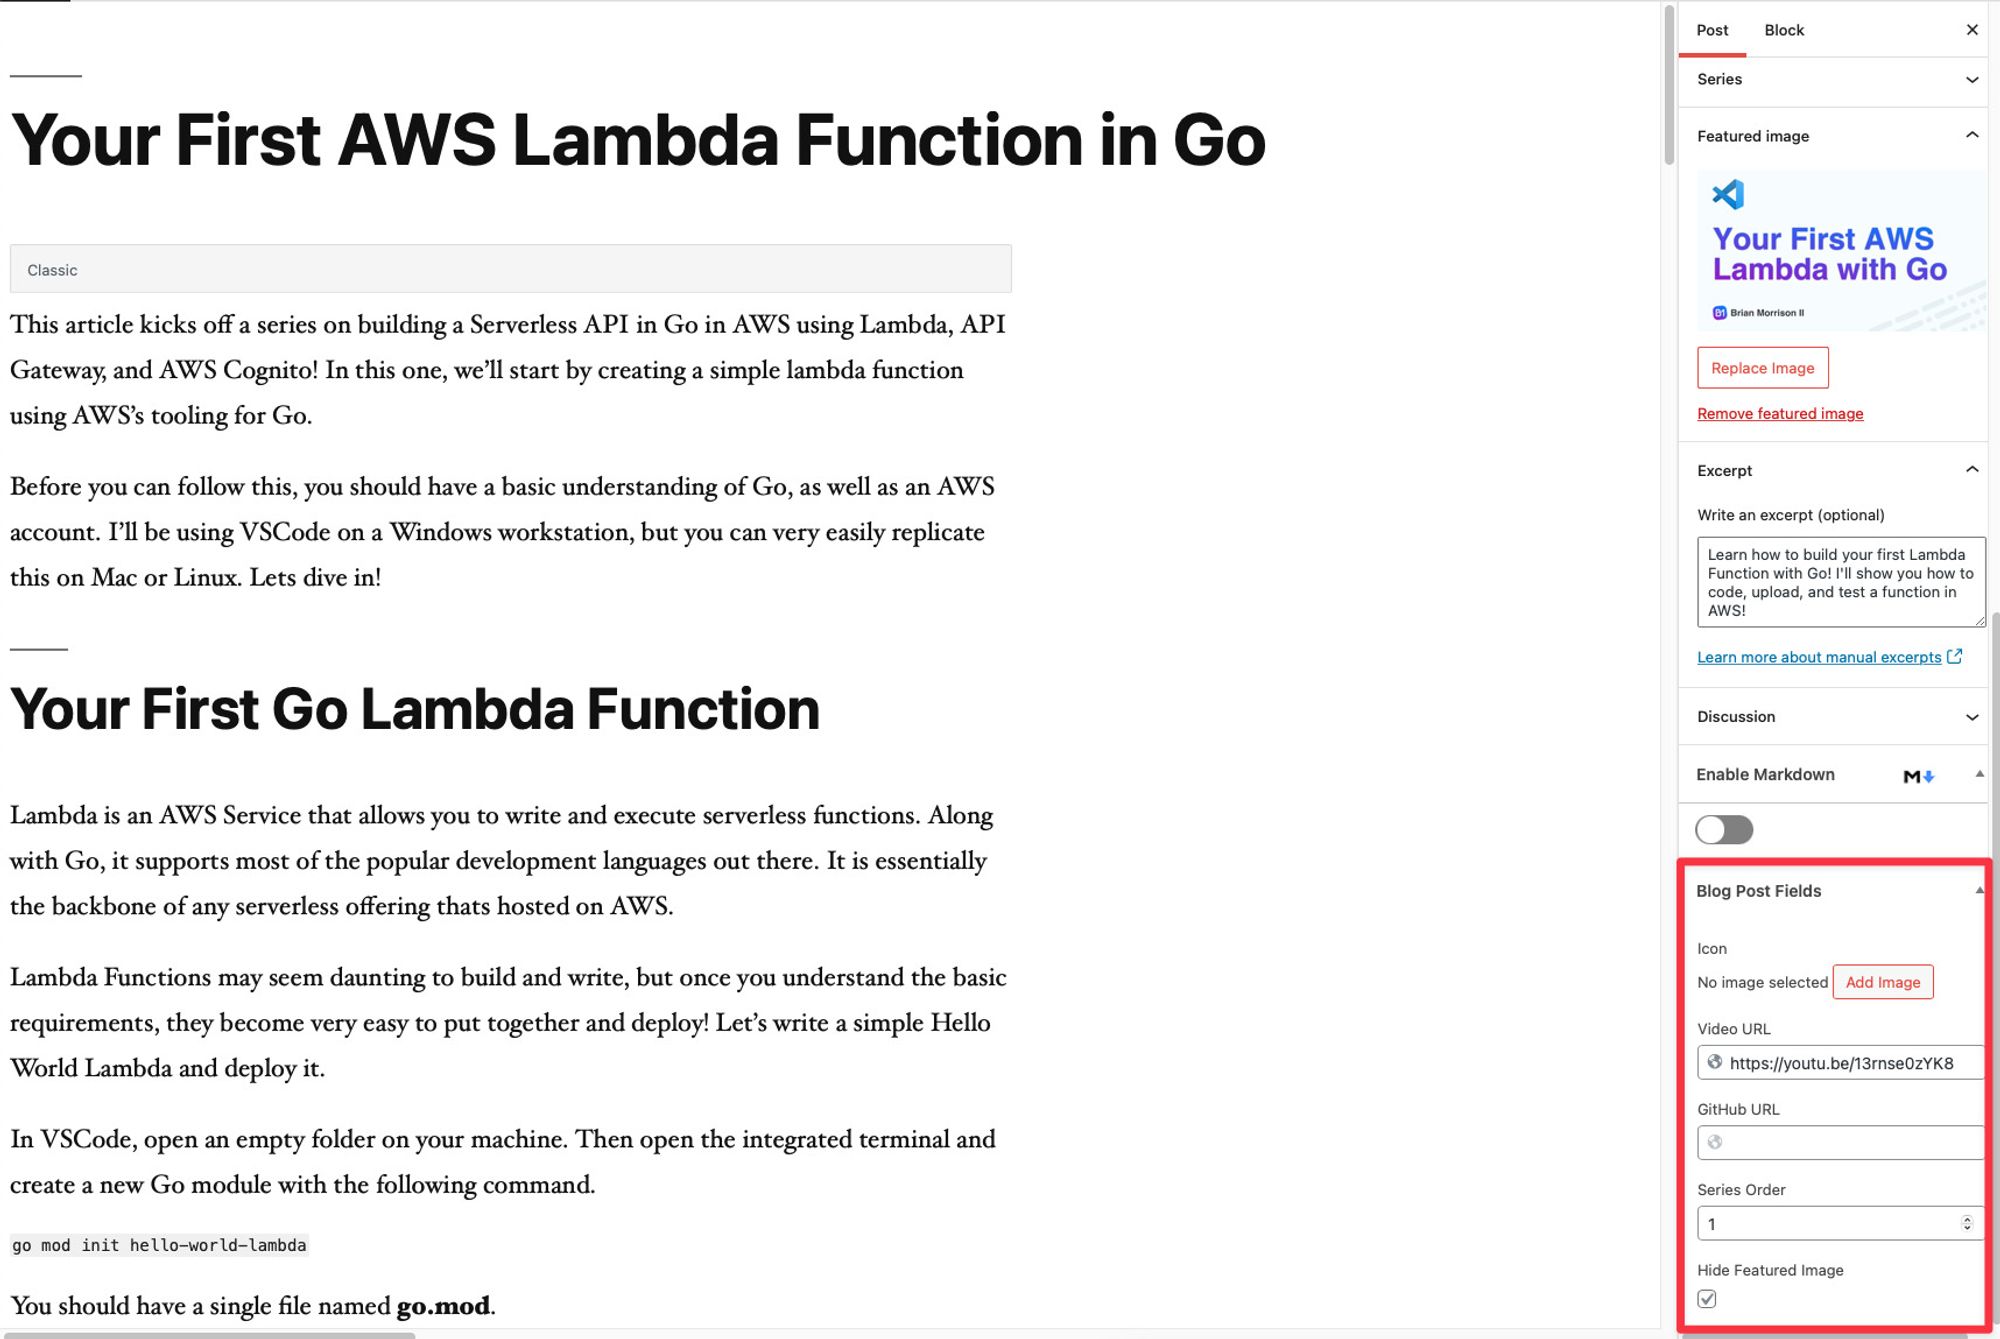 Your First AWS Lambda Function in Go
Classic
This article kicks off a series on building a Serverless API in Go in AWS using Lambda, API
Gateway, and AWS Cognito! In this one, we’ll start by creating a simple lambda function
using AWS’s tooling for Go.
Before you can follow this, you should have a basic understanding of Go, as well as an AWS
account. I’ll be using VSCode on a Windows workstation, but you can very easily replicate
this on Mac or Linux. Lets dive in!
Your First Go Lambda Function
Lambda is an AWS Service that allows you to write and execute serverless functions. Along
with Go, it supports most of the popular development languages out there. It is essentially
the backbone of any serverless offering thats hosted on AWS.
Lambda Functions may seem daunting to build and write, but once you understand the basic
requirements, they become very easy to put together and deploy! Let’s write a simple Hello
World Lambda and deploy it.
In VSCode, open an empty folder on your machine. Then open the integrated terminal and
create a new Go module with the following command.
go mod init hello-world-lambda
You should have a single file named go.mod.
Post Block
Series
Featured image
Your First AWS
Lambda with Go
B1 Brian Morrison II
Replace Image
Remove featured image
Excerpt
Write an excerpt (optional)
Learn how to build your first Lambda
Function with Go! I'll show you how to
code, upload, and test a function in
AWS!
Learn more about manual excerpts
Discussion
Enable Markdown M
Blog Post Fields
Icon
No image selected Add Image
Video URL
https://youtu.be/13rnse0zYK8
GitHub URL
Series Order
1
Hide Featured Image